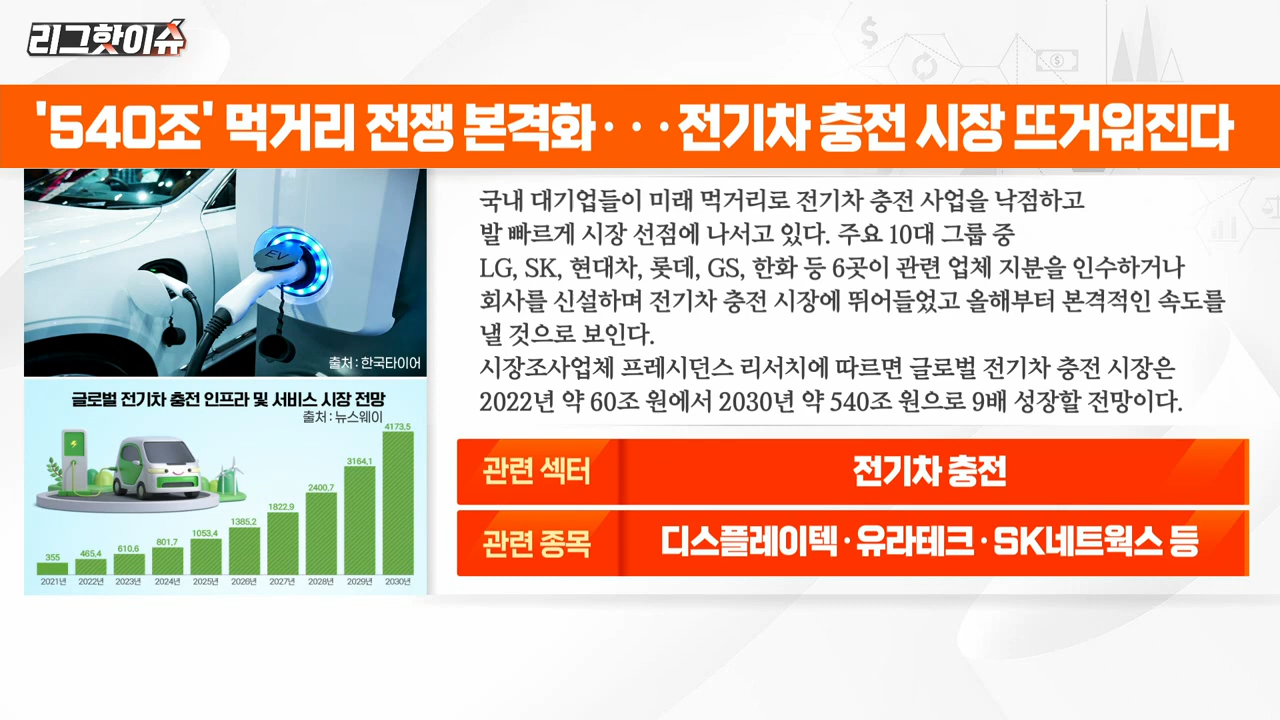 리그핫이슈
'540조' 먹거리 전쟁 본격화···전기차 충전 시장 뜨거워진다
EV
출처 : 한국타이어
국내 대기업들이 미래 먹거리로 전기차 충전 사업을 낙점하고
발 빠르게 시장 선점에 나서고 있다. 주요 10대 그룹 중
LG, SK, 현대차, 롯데, GS, 한화 등 6곳이 관련 업체 지분을 인수하거나
회사를 신설하며 전기차 충전 시장에 뛰어들었고 올해부터 본격적인 속도를
낼 것으로 보인다.
시장조사업체 프레시던스 리서치에 따르면 글로벌 전기차 충전 시장은
2022년 약 60조 원에서 2030년 약 540조 원으로 9배 성장할 전망이다.
글로벌 전기차 충전 인프라 및 서비스 시장 전망
출처 : 뉴스웨이
355 465,4 610,6 801,7 1053,4 1385,2 1822,9 2400,7 3164,1 4173,5
2021년 2022년 2023년 2024년 2025년 2026년 2027년 2028년 2029년 2030년
관련 섹터 전기차 충전
관련 종목 디스플레이텍·유라테크·SK네트웍스 등